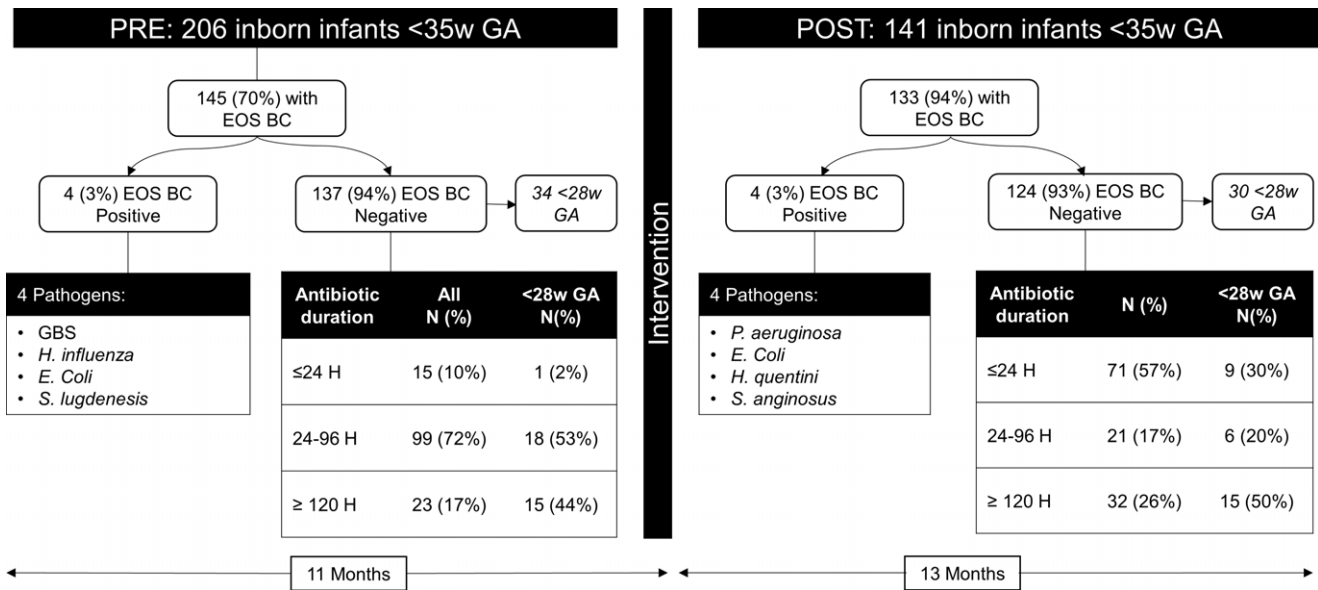 PRE: 206 inborn infants <35w GA
145 (70%) with
EOS BC
4 (3%) EOS BC
Positive
137 (94%) EOS BC
Negative
34 <28w
GA
4 Pathogens:
• GBS
• H. influenza
• E. Coli
• S. lugdenesis
Antibiotic duration All N (%) <28w GA N(%)
≤24 H 15 (10%) 1 (2%)
24-96 H 99 (72%) 18 (53%)
≥ 120 H 23 (17%) 15 (44%)
11 Months
Intervention
POST: 141 inborn infants <35w GA
133 (94%) with
EOS BC
4 (3%) EOS BC
Positive
124 (93%) EOS BC
Negative
30 <28w
GA
4 Pathogens:
• P. aeruginosa
• E. Coli
• H. quentini
• S. anginosus
Antibiotic duration N (%) <28w GA N(%)
≤24 H 71 (57%) 9 (30%)
24-96 H 21 (17%) 6 (20%)
≥ 120 H 32 (26%) 15 (50%)
13 Months